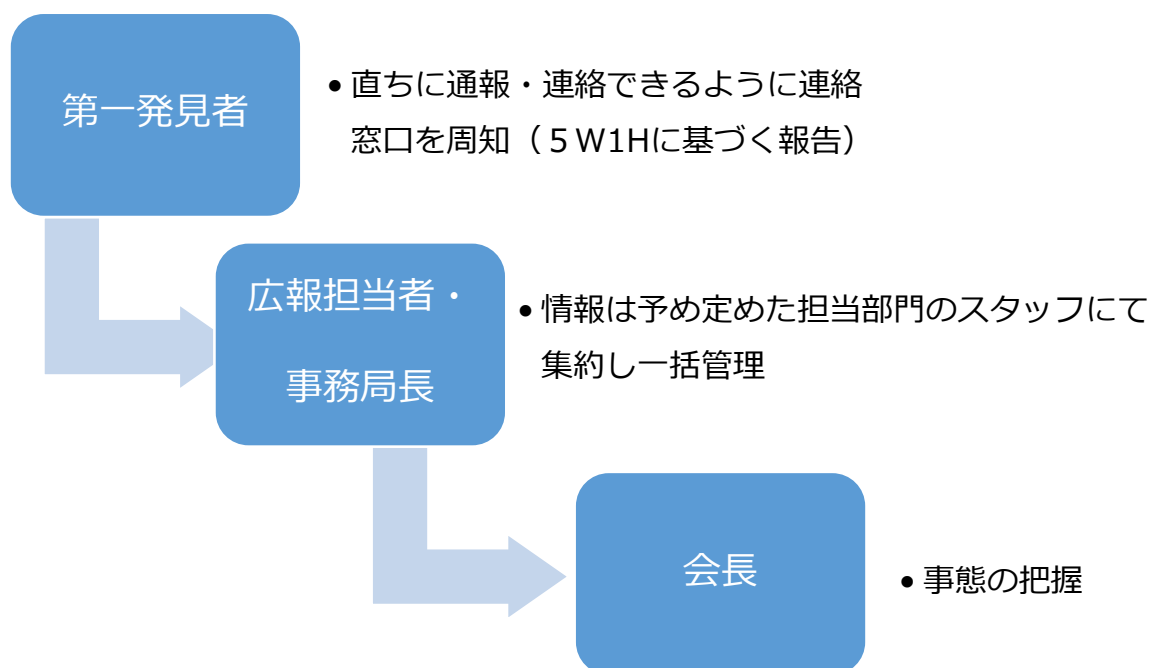 第一発見者
• 直ちに通報・連絡できるように連絡
窓口を周知（５W1Hに基づく報告）
広報担当者・
事務局長
• 情報は予め定めた担当部門のスタッフにて
集約し一括管理
会長
• 事態の把握